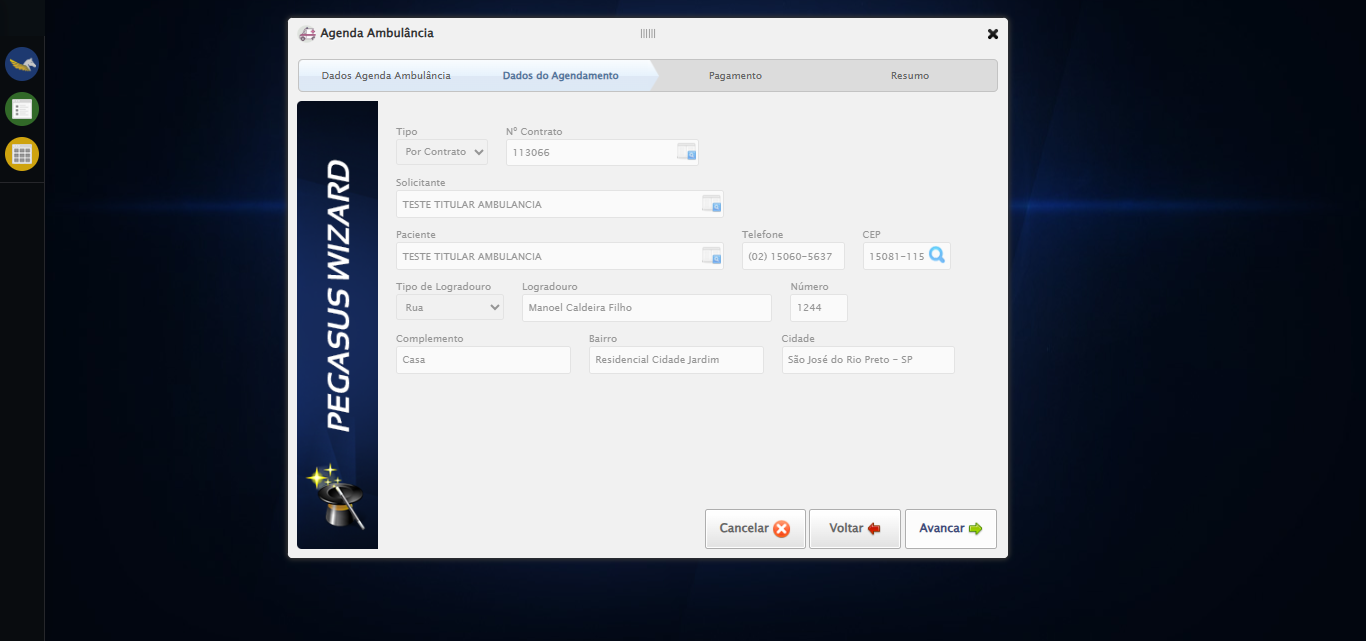 Agenda Ambulância
Dados Agenda Ambulância Dados do Agendamento Pagamento Resumo
PEGASUS WIZARD
Tipo Nº Contrato
Por Contrato 113066
Solicitante
TESTE TITULAR AMBULANCIA
Paciente Telefone CEP
TESTE TITULAR AMBULANCIA (02) 15060-5637 15081-115
Tipo de Logradouro Logradouro Número
Rua Manoel Caldeira Filho 1244
Complemento Bairro Cidade
Casa Residencial Cidade Jardim São José do Rio Preto - SP
Cancelar Voltar Avancar